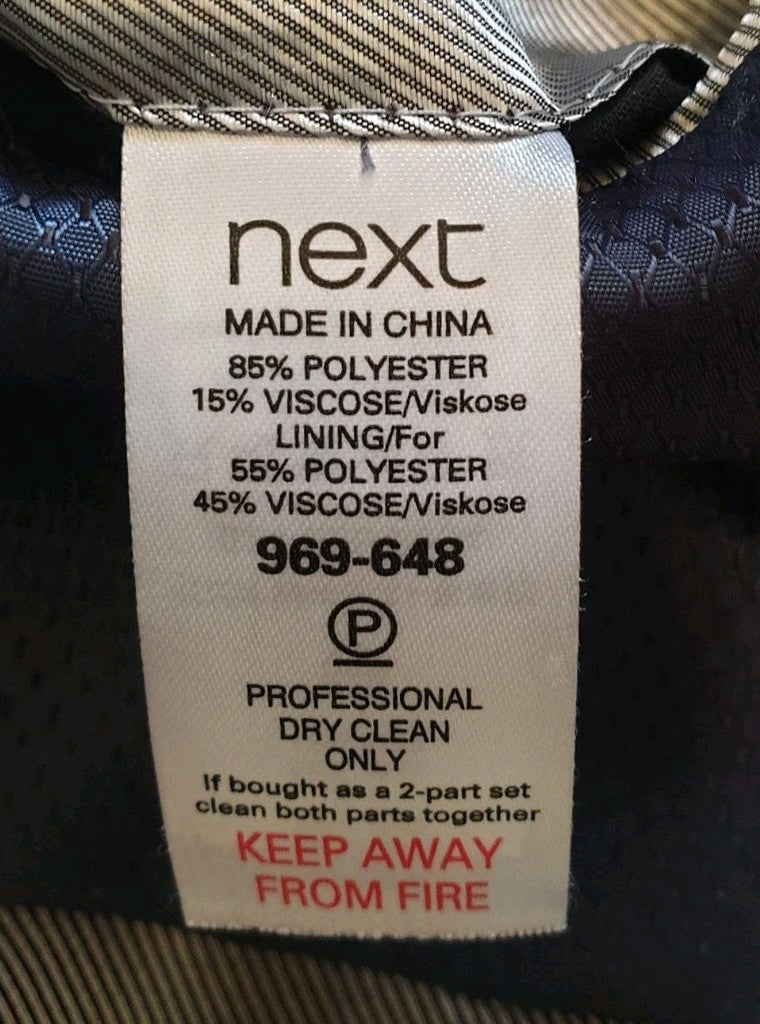 next
MADE IN CHINA
85% POLYESTER
15% VISCOSE/Viskose
LINING/For
55% POLYESTER
45% VISCOSE/Viskose
969-648
P
PROFESSIONAL
DRY CLEAN
ONLY
If bought as a 2-part set
clean both parts together
KEEP AWAY
FROM FIRE